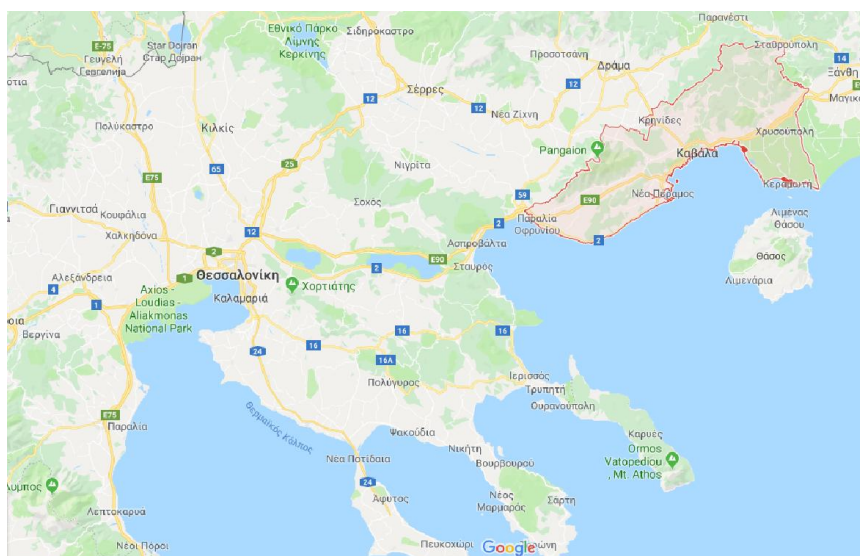 Παρανέστι
Εθνικό Πάρκο
Λίμνης
Κερκίνης
Σιδηρόκαστρο
Σταυρούπολη
E-75
Star Dojran
Стар Дојран
Προσοτσάνη
Γευγελή
Гевгелија
Δράμα
14
Ξάνθη
12
Σέρρες
Μαγικο
Πολύκαστρο
Κιλκίς
12
Νέα Ζίχνη
Κρηνίδες
Χρυσούπολη
25
Pangaion
Καβάλα
65
Νιγρίτα
E75
Κεραμωτή
Σοχός
59
E90
Νέα Πέραμος
Γιαννιτσά
Κουφάλια
Παραλία
Οφρυνίου
Λιμένας
Θάσου
12
2
2
Χαλκηδόνα
2
E90
Ασπροβάλτα
Θάσος
Σταυρός
Αλεξάνδρεια
1
Θεσσαλονίκη
2
Λιμενάρια
4
Χορτιάτης
Axios -
Loudias -
Aliakmonas
National Park
Καλαμαριά
1
Βεργίνα
16
16
16
24
16A
Πολύγυρος
Ιερισσός
Τρυπητή
Ουρανούπολη
E75
Θερμαϊκός Κόλπος
Παραλία
Ψακούδια
Καρυές
Νικήτη
Ormos
Vatopediou
, Mt. Athos
Νέα Ποτίδαια
Βουρβουρού
24
Νέος
Μαρμαράς
Σάρτη
Άφυτος
Λεπτοκαρυά
Πευκοχώρι
Google
Νέοι Πόροι